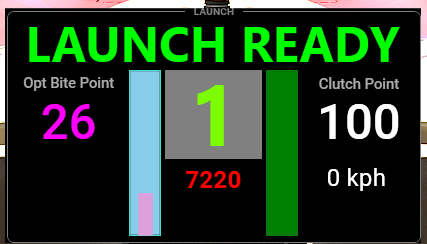 LAUNCH
LAUNCH READY
Opt Bite Point
26
1
7220
Clutch Point
100
0 kph